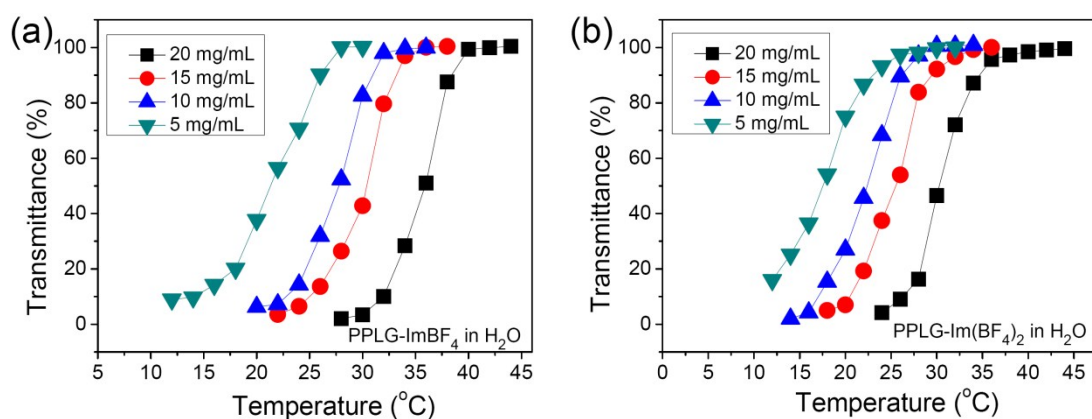 (a)
20 mg/mL
15 mg/mL
10 mg/mL
5 mg/mL
Transmittance (%)
100
80
60
40
20
0
PPLG-ImBF4 in H2O
5 10 15 20 25 30 35 40 45
Temperature (oC)
(b)
20 mg/mL
15 mg/mL
10 mg/mL
5 mg/mL
Transmittance (%)
100
80
60
40
20
0
PPLG-Im(BF4)2 in H2O
5 10 15 20 25 30 35 40 45
Temperature (oC)